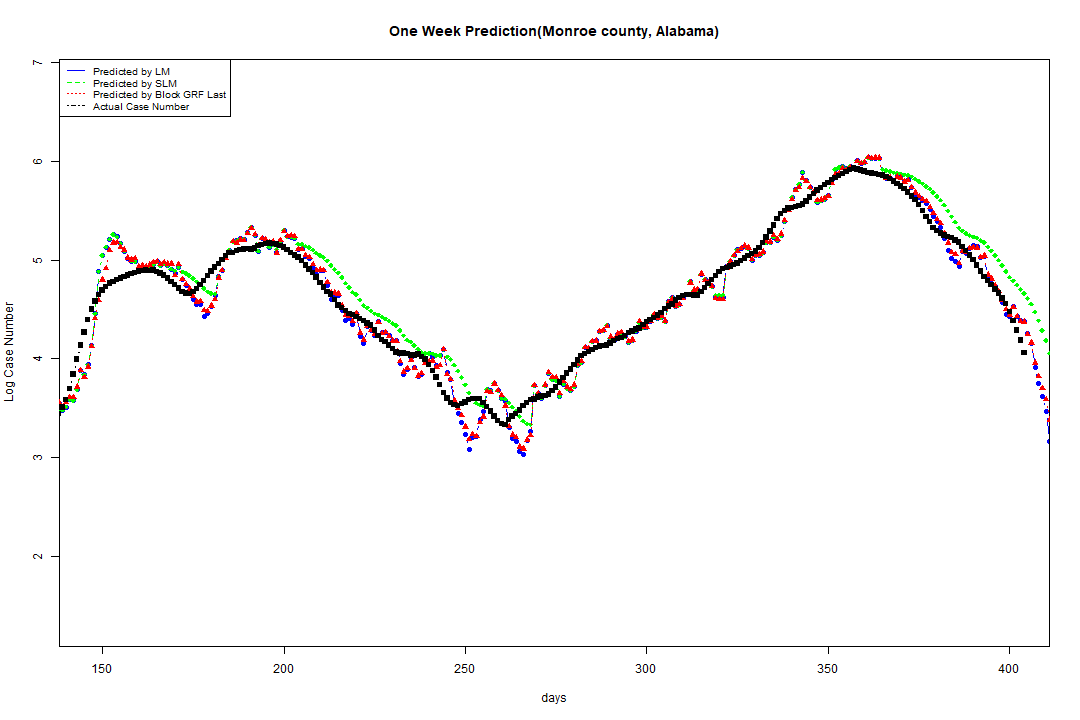 One Week Prediction(Monroe county, Alabama)
7
Predicted by LM
Predicted by SLM
Predicted by Block GRF Last
Actual Case Number
6
5
4
3
2
Log Case Number
150 200 250 300 350 400
days